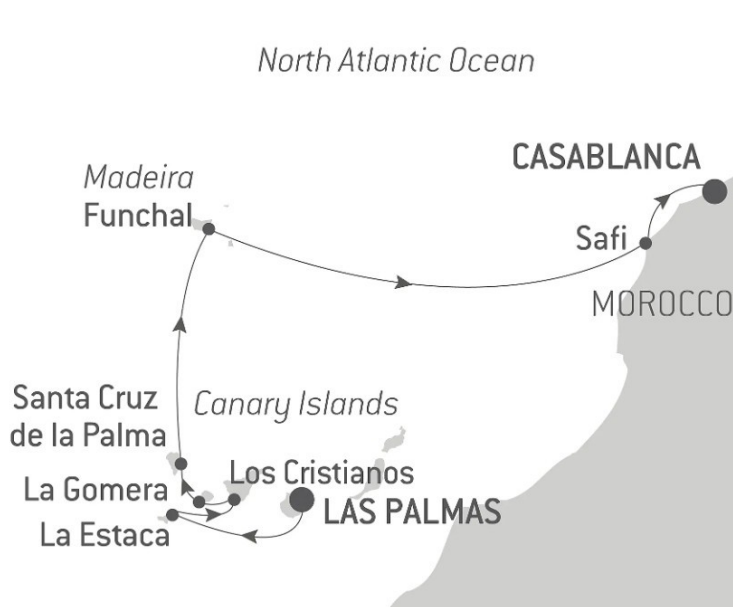 North Atlantic Ocean
CASABLANCA
Madeira
Funchal
Safi
MOROCCO
Santa Cruz
de la Palma
Canary Islands
Los Cristianos
La Gomera
LAS PALMAS
La Estaca